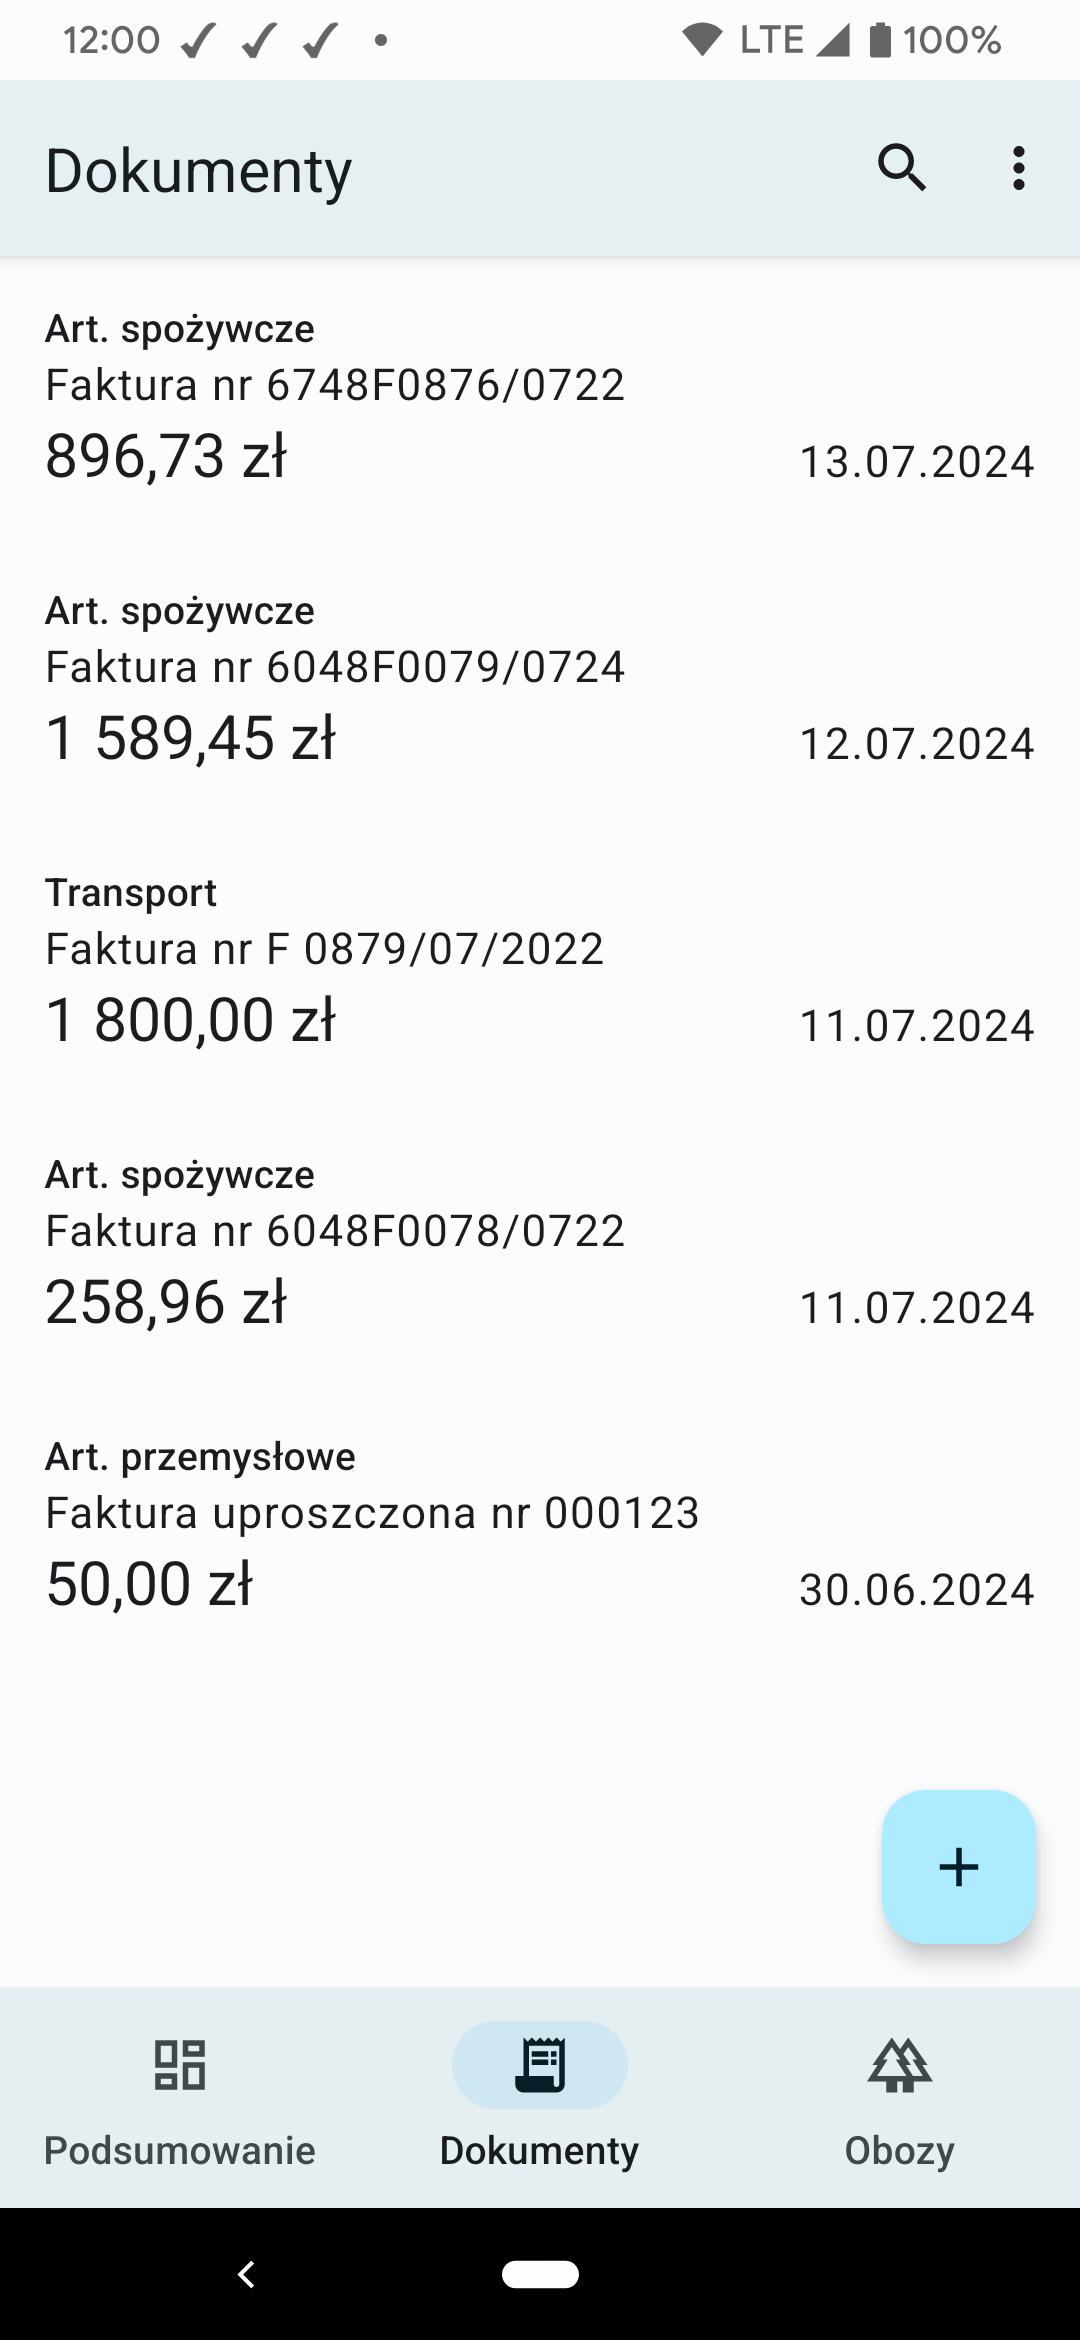 12:00 LTE 100%
Dokumenty
Art. spożywcze
Faktura nr 6748F0876/0722
896,73 zł 13.07.2024
Art. spożywcze
Faktura nr 6048F0079/0724
1 589,45 zł 12.07.2024
Transport
Faktura nr F 0879/07/2022
1 800,00 zł 11.07.2024
Art. spożywcze
Faktura nr 6048F0078/0722
258,96 zł 11.07.2024
Art. przemysłowe
Faktura uproszczona nr 000123
50,00 zł 30.06.2024
Podsumowanie Dokumenty Obozy